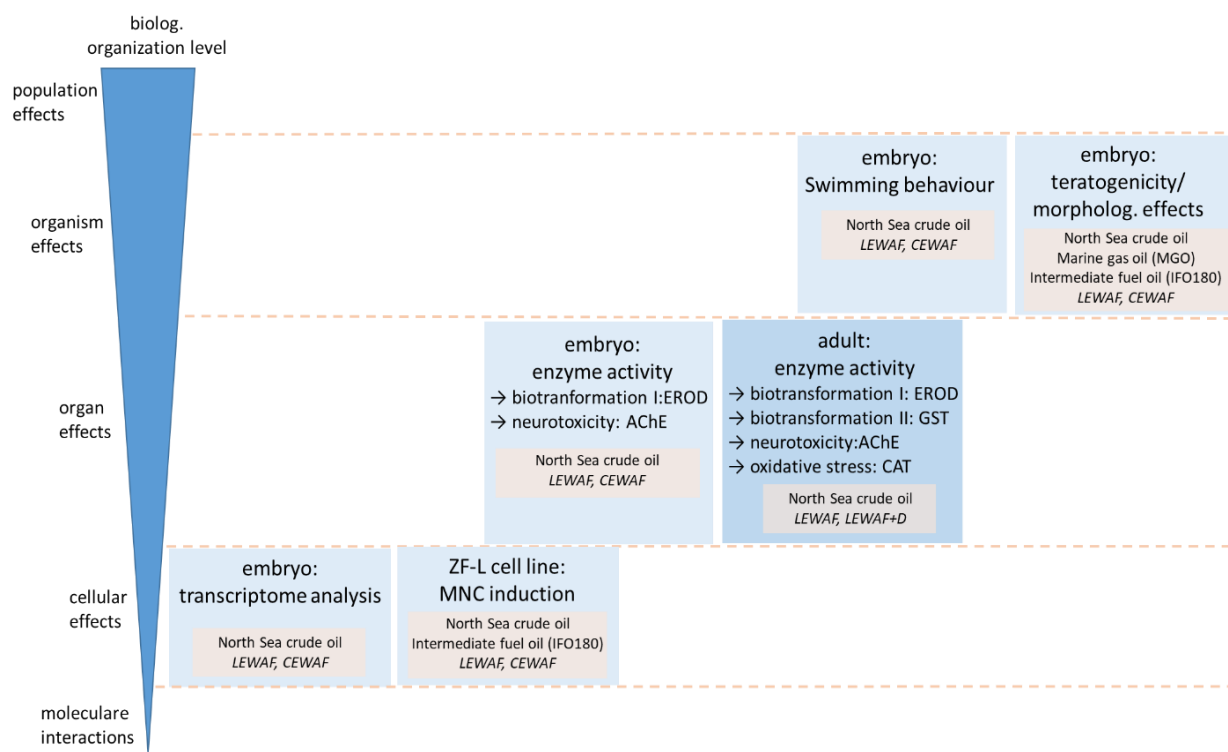 biolog.
organization level
population
effects
embryo:
Swimming behaviour
North Sea crude oil
LEWAF, CEWAF
embryo:
teratogenicity/
morpholog. effects
North Sea crude oil
Marine gas oil (MGO)
Intermediate fuel oil (IFO180)
LEWAF, CEWAF
organism
effects
embryo:
enzyme activity
→ biotranformation I:EROD
→ neurotoxicity: AChE
North Sea crude oil
LEWAF, CEWAF
adult:
enzyme activity
→ biotransformation I: EROD
→ biotransformation II: GST
→ neurotoxicity:AChE
→ oxidative stress: CAT
North Sea crude oil
LEWAF, LEWAF+D
organ
effects
embryo:
transcriptome analysis
North Sea crude oil
LEWAF, CEWAF
ZF-L cell line:
MNC induction
North Sea crude oil
Intermediate fuel oil (IFO180)
LEWAF, CEWAF
cellular
effects
moleculare
interactions